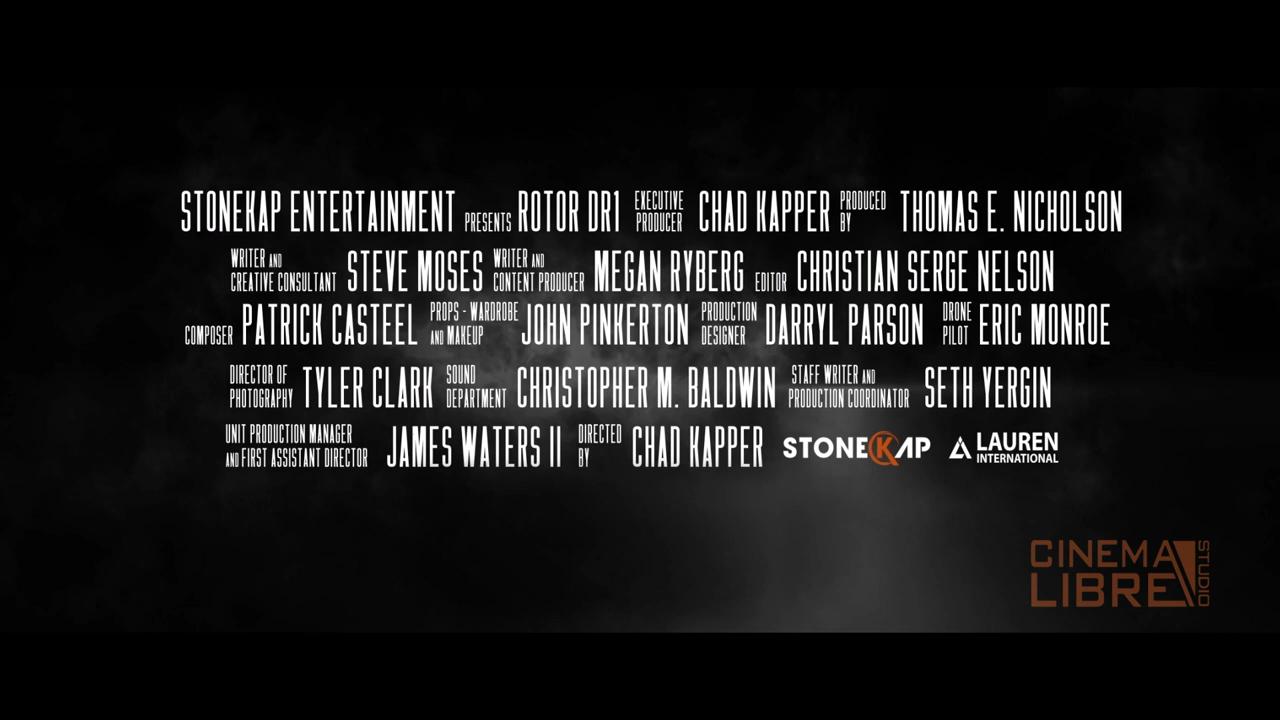 STONEKAP ENTERTAINMENT PRESENTS ROTOR DR1 EXECUTIVE PRODUCER CHAD KAPPER PRODUCED BY THOMAS E. NICHOLSON
WRITER AND CREATIVE CONSULTANT STEVE MOSES WRITER AND CONTENT PRODUCER MEGAN RYBERG EDITOR CHRISTIAN SERGE NELSON
COMPOSER PATRICK CASTEEL PROPS - WARDROBE AND MAKEUP JOHN PINKERTON PRODUCTION DESIGNER DARRYL PARSON DRONE PILOT ERIC MONROE
DIRECTOR OF PHOTOGRAPHY TYLER CLARK SOUND DEPARTMENT CHRISTOPHER M. BALDWIN STAFF WRITER AND PRODUCTION COORDINATOR SETH YERGIN
UNIT PRODUCTION MANAGER AND FIRST ASSISTANT DIRECTOR JAMES WATERS II DIRECTED BY CHAD KAPPER STONEKAP LAUREN INTERNATIONAL
CINEMA LIBRE STUDIO